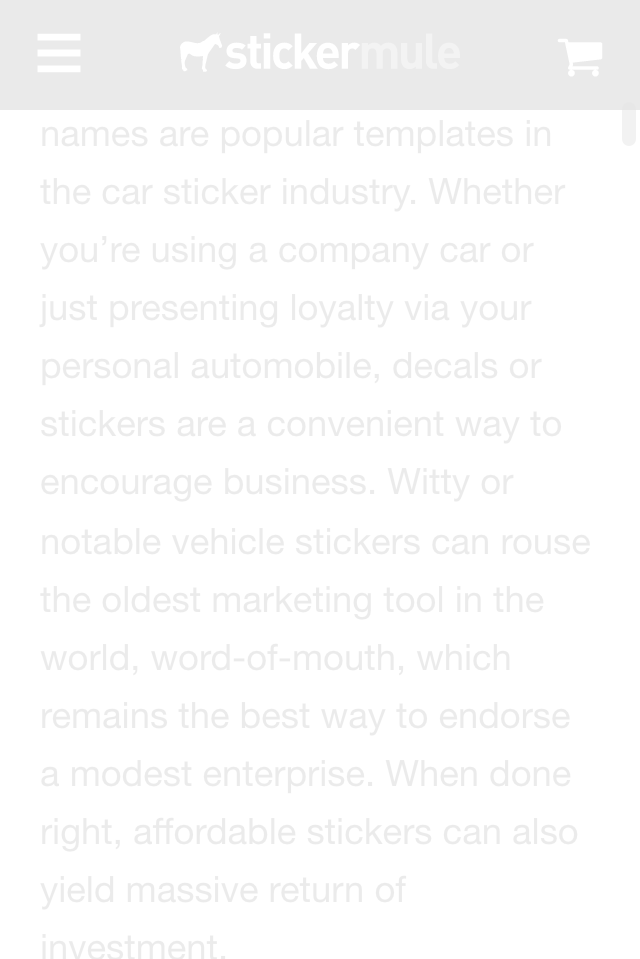 stickermule
names are popular templates in
the car sticker industry. Whether
you’re using a company car or
just presenting loyalty via your
personal automobile, decals or
stickers are a convenient way to
encourage business. Witty or
notable vehicle stickers can rouse
the oldest marketing tool in the
world, word-of-mouth, which
remains the best way to endorse
a modest enterprise. When done
right, affordable stickers can also
yield massive return of
investment.